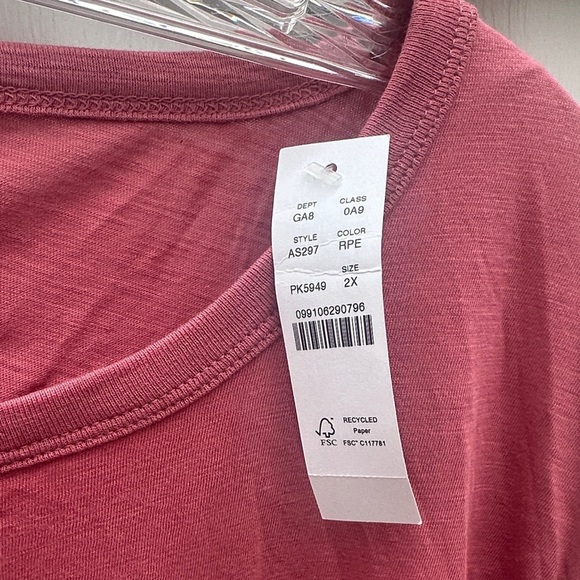 DEPT CLASS
GA8 0A9
STYLE COLOR
AS297 RPE
SIZE
PK5949 2X
099106290796
RECYCLED
Paper
FSC FSC® C117781